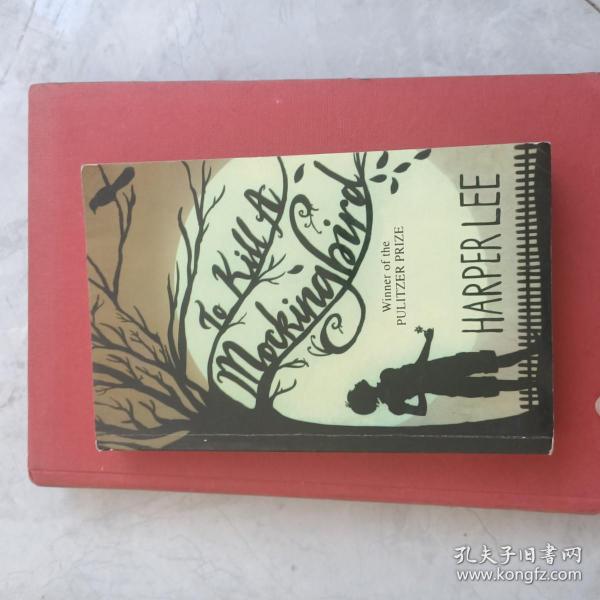 To Kill A
Mockingbird
Winner of the
PULITZER PRIZE
HARPER LEE
孔夫子旧书网
www.kongfz.com